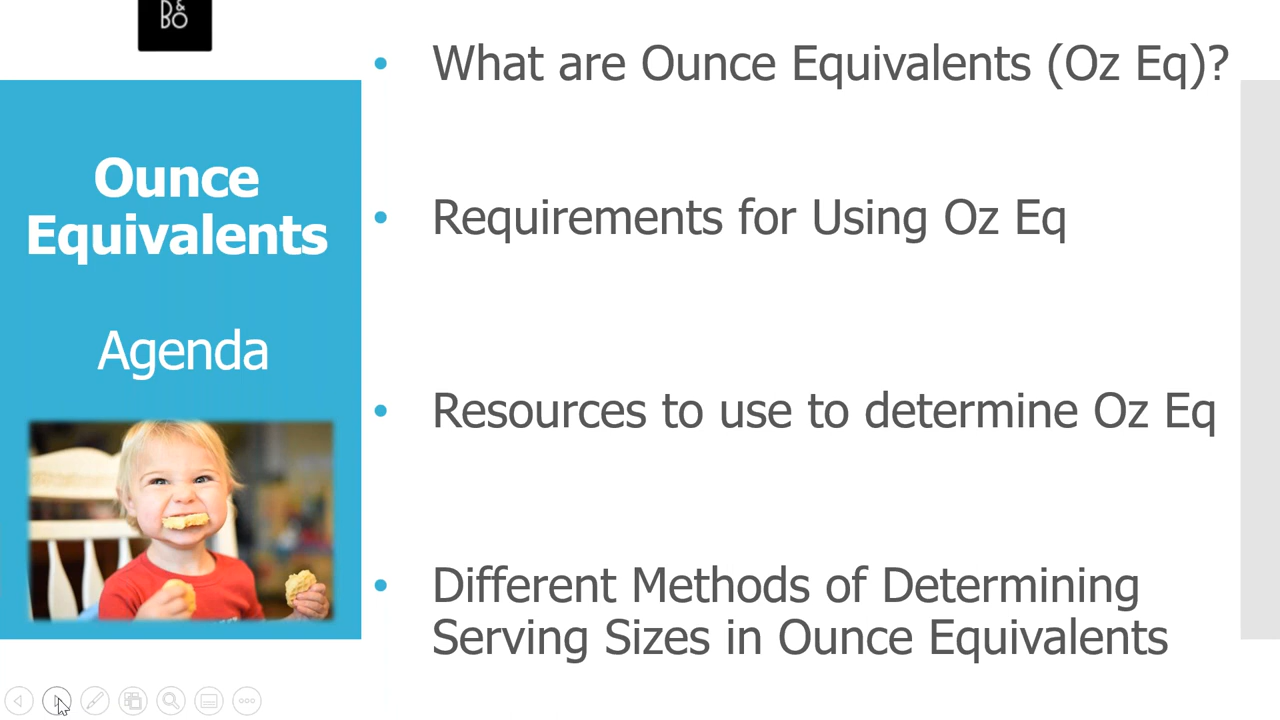 B&
BO
Ounce
Equivalents
Agenda
• What are Ounce Equivalents (Oz Eq)?
• Requirements for Using Oz Eq
• Resources to use to determine Oz Eq
• Different Methods of Determining
Serving Sizes in Ounce Equivalents